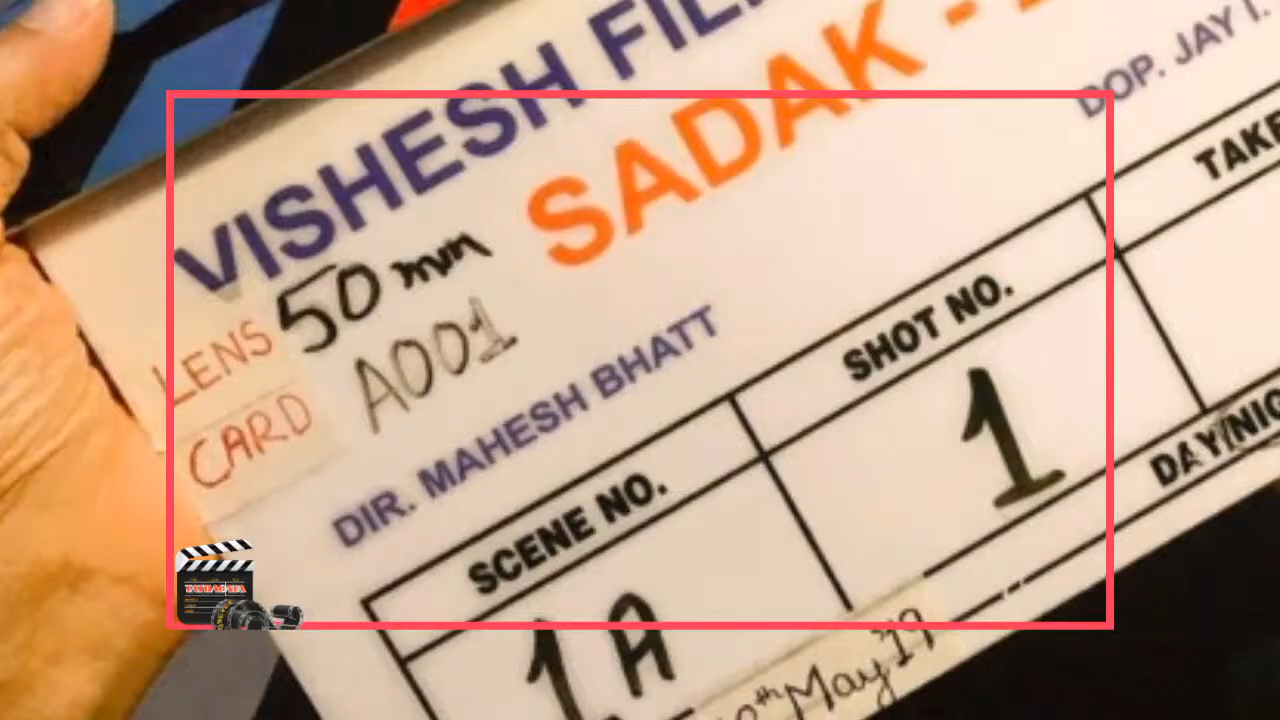 VISHESH FIL
SADAK -
DOP. JAY I.
LENS 50 mm
CARD A001
DIR. MAHESH BHATT
SCENE NO. SHOT NO. TAKE
1A 1
DAY/NIG
May'19